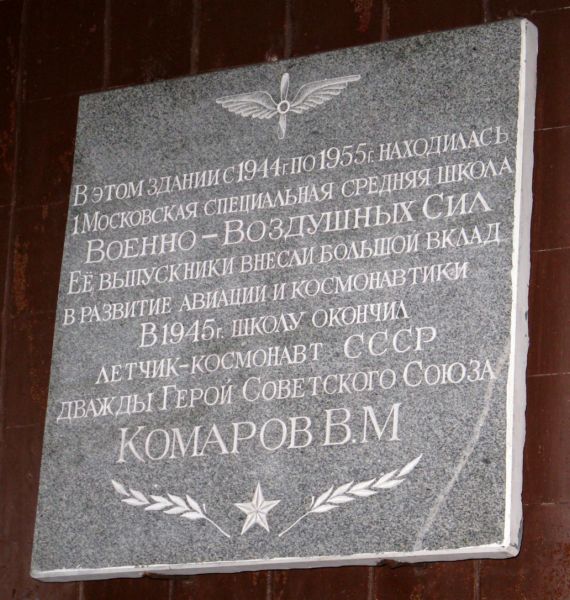 В ЭТОМ ЗДАНИИ С 1944г. ПО 1955г. НАХОДИЛАСЬ
1 МОСКОВСКАЯ СПЕЦИАЛЬНАЯ СРЕДНЯЯ ШКОЛА
ВОЕННО-ВОЗДУШНЫХ СИЛ
ЕЁ ВЫПУСКНИКИ ВНЕСЛИ БОЛЬШОЙ ВКЛАД
В РАЗВИТИЕ АВИАЦИИ И КОСМОНАВТИКИ
В 1945г. ШКОЛУ ОКОНЧИЛ
ЛЕТЧИК-КОСМОНАВТ СССР
ДВАЖДЫ ГЕРОЙ СОВЕТСКОГО СОЮЗА
КОМАРОВ В.М